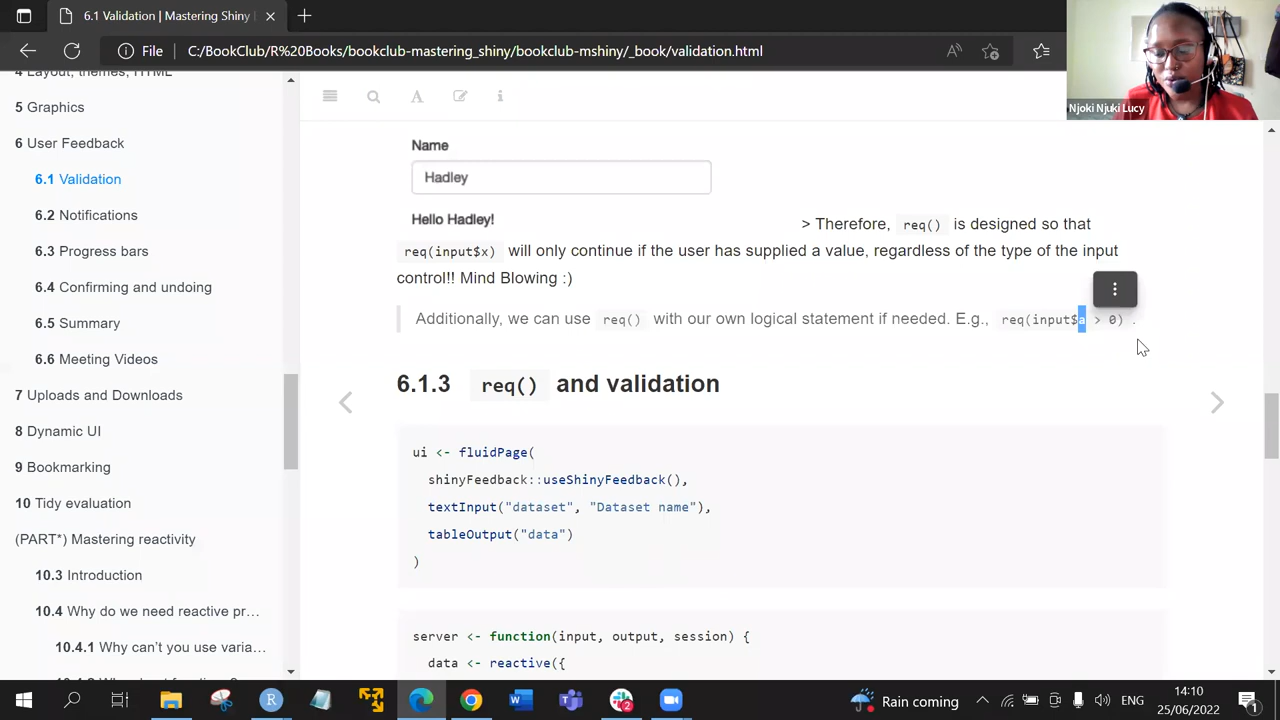 6.1 Validation | Mastering Shiny
File
C:/BookClub/R%20Books/bookclub-mastering_shiny/bookclub-mshiny/_book/validation.html
Njoki Njuki Lucy
4 Layout, themes, HTML
5 Graphics
6 User Feedback
6.1 Validation
6.2 Notifications
6.3 Progress bars
6.4 Confirming and undoing
6.5 Summary
6.6 Meeting Videos
7 Uploads and Downloads
8 Dynamic UI
9 Bookmarking
10 Tidy evaluation
(PART*) Mastering reactivity
10.3 Introduction
10.4 Why do we need reactive pr…
10.4.1 Why can't you use varia…
Name
Hadley
Hello Hadley!
> Therefore, req() is designed so that
req(input$x) will only continue if the user has supplied a value, regardless of the type of the input
control!! Mind Blowing :)
Additionally, we can use req() with our own logical statement if needed. E.g., req(input$a > 0) .
6.1.3 req() and validation
ui <- fluidPage(
shinyFeedback::useShinyFeedback(),
textInput("dataset", "Dataset name"),
tableOutput("data")
)
server <- function(input, output, session) {
data <- reactive({
Rain coming
ENG
14:10
25/06/2022